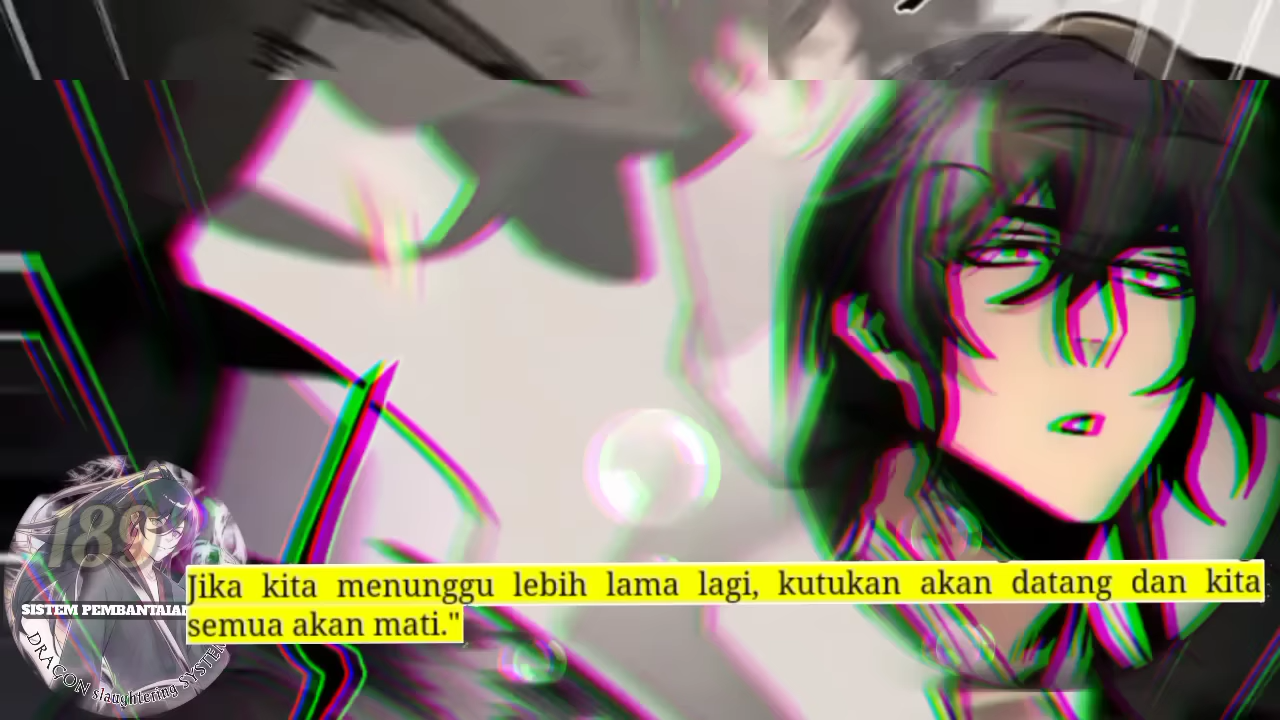 189
SISTEM PEMBANTAIAN
DRAGON slaughtering SYSTEM
Jika kita menunggu lebih lama lagi, kutukan akan datang dan kita
semua akan mati."